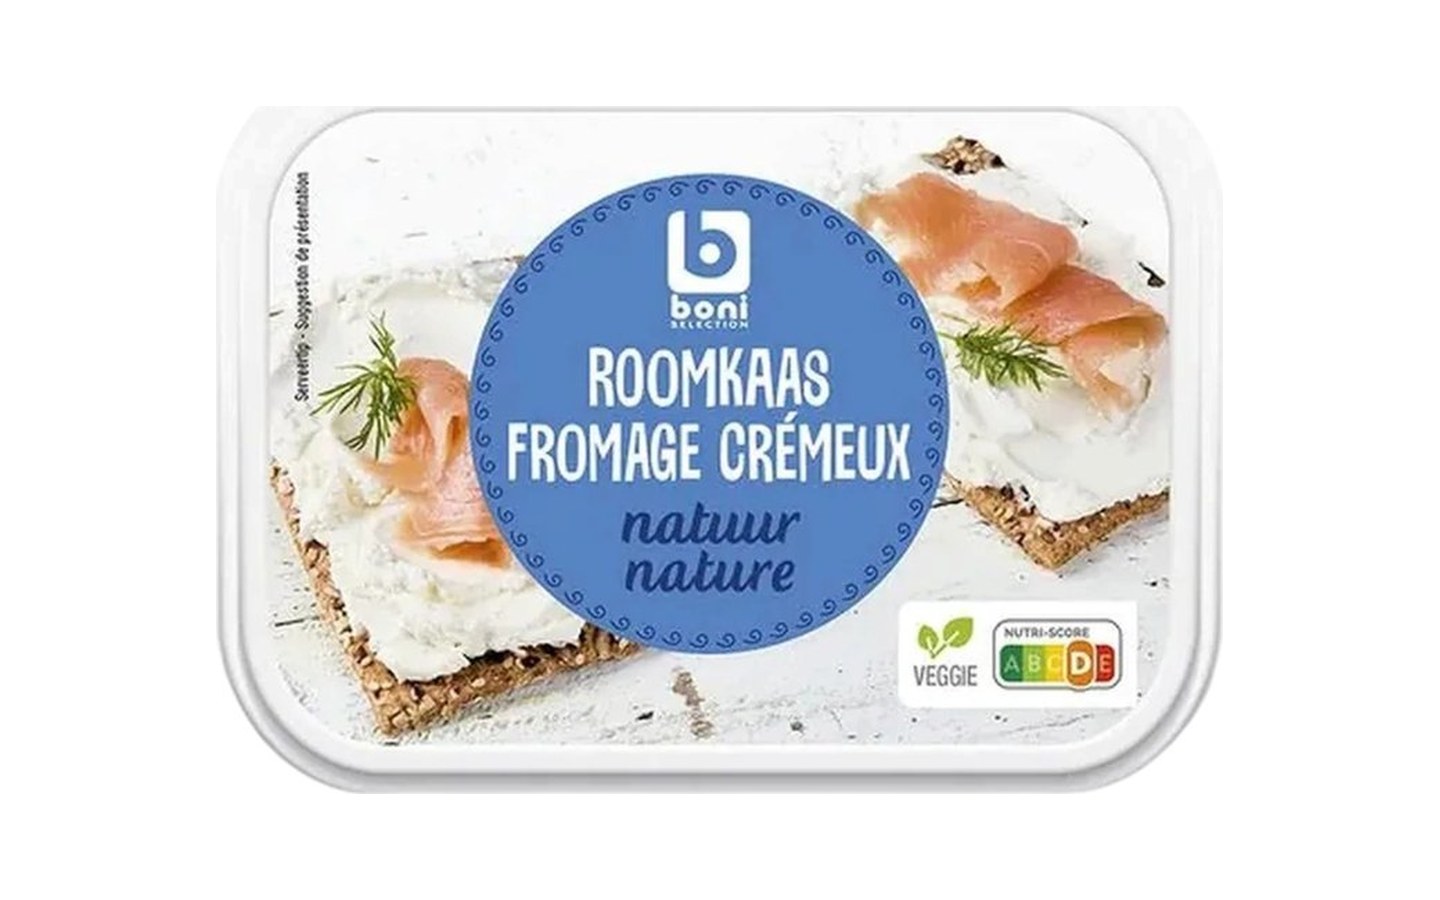 Serveertip - Suggestion de présentation
b
boni
SELECTION
ROOMKAAS
FROMAGE CRÉMEUX
natuur
nature
VEGGIE
NUTRI-SCORE
A B C D E